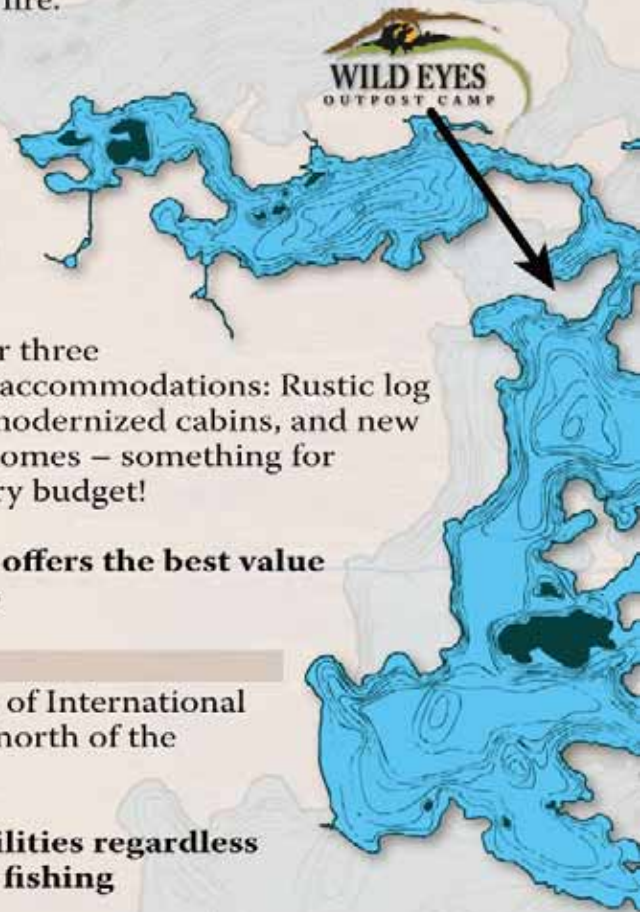 WILD EYES
OUTPOST CAMP
r three
accommodations: Rustic log
nodernized cabins, and new
omes – something for
ry budget!
offers the best value
of International
north of the
ilities regardless
fishing